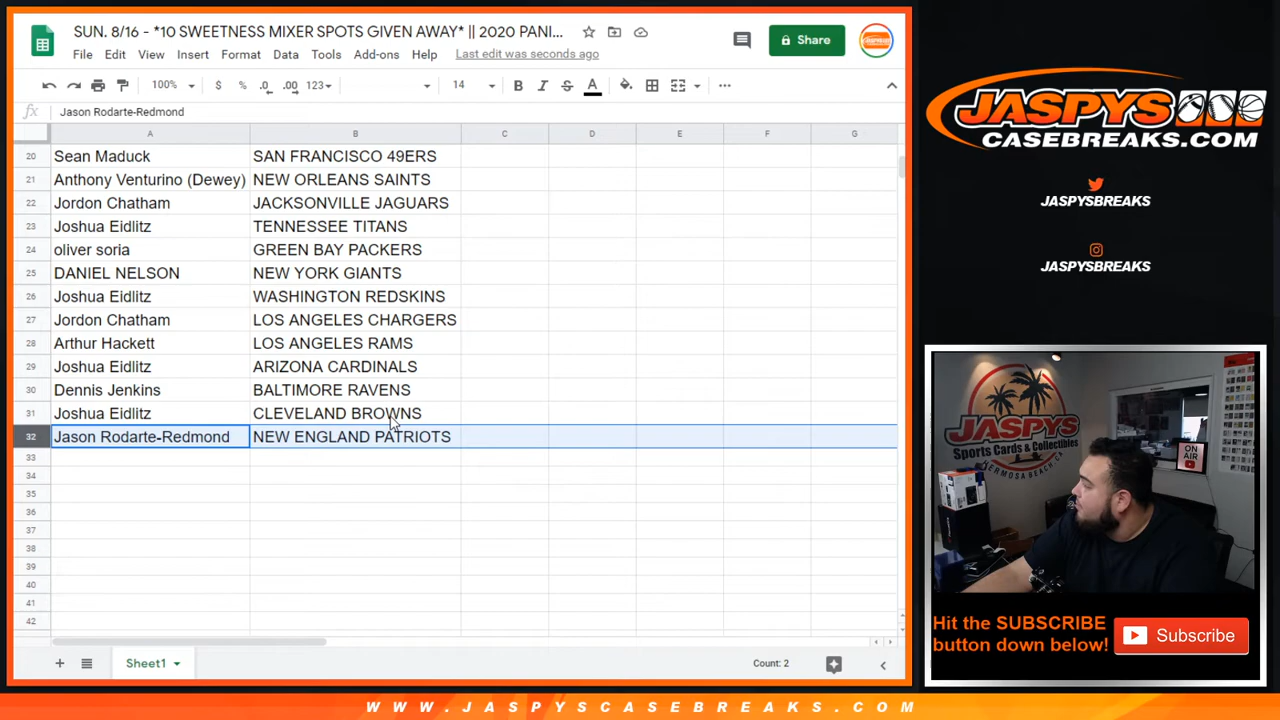 SUN. 8/16 - *10 SWEETNESS MIXER SPOTS GIVEN AWAY* || 2020 PANI...
File Edit View Insert Format Data Tools Add-ons Help Last edit was seconds ago
Share
100% $ % .0 .00 123 14 B I S A
fx Jason Rodarte-Redmond
A B C D E F G
20 Sean Maduck SAN FRANCISCO 49ERS
21 Anthony Venturino (Dewey) NEW ORLEANS SAINTS
22 Jordon Chatham JACKSONVILLE JAGUARS
23 Joshua Eidlitz TENNESSEE TITANS
24 oliver soria GREEN BAY PACKERS
25 DANIEL NELSON NEW YORK GIANTS
26 Joshua Eidlitz WASHINGTON REDSKINS
27 Jordon Chatham LOS ANGELES CHARGERS
28 Arthur Hackett LOS ANGELES RAMS
29 Joshua Eidlitz ARIZONA CARDINALS
30 Dennis Jenkins BALTIMORE RAVENS
31 Joshua Eidlitz CLEVELAND BROWNS
32 Jason Rodarte-Redmond NEW ENGLAND PATRIOTS
33
34
35
36
37
38
39
40
41
42
Sheet1
Count: 2
JASPYS
CASEBREAKS.COM
JASPYSBREAKS
JASPYSBREAKS
JASPYS
Sports Cards & Collectibles
HERMOSA BEACH, CA
ON AIR
Hit the SUBSCRIBE
button down below!
Subscribe
WWW.JASPYSCASEBREAKS.COM